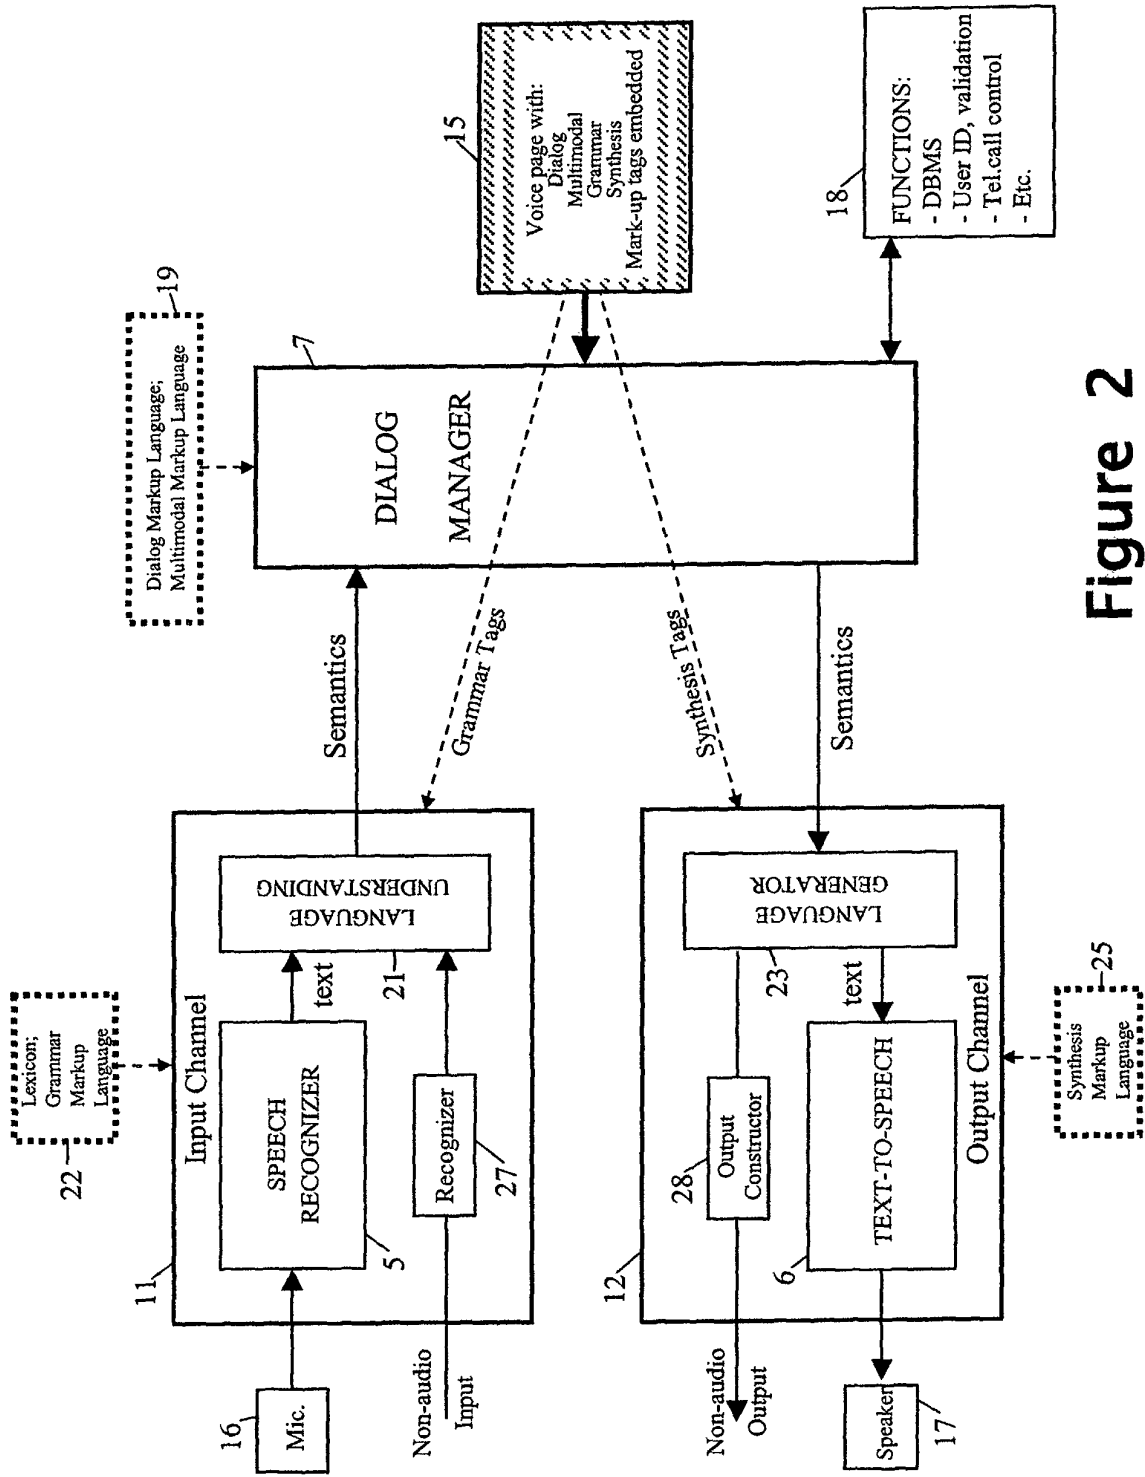 22
Lexicon;
Grammar
Markup
Language
19
Dialog Markup Language;
Multimodal Markup Language
11
Input Channel
16
Mic.
SPEECH
RECOGNIZER
5
text
LANGUAGE
UNDERSTANDING
21
Non-audio
Input
Recognizer
27
Semantics
Grammar Tags
7
DIALOG
MANAGER
15
Voice page with:
Dialog
Multimodal
Grammar
Synthesis
Mark-up tags embedded
12
Non-audio
Output
28
Output
Constructor
LANGUAGE
GENERATOR
23
text
6
TEXT-TO-SPEECH
Speaker
17
Output Channel
Synthesis Tags
Semantics
18
FUNCTIONS:
- DBMS
- User ID, validation
- Tel.call control
- Etc.
Synthesis
Markup
Language
25
Figure 2